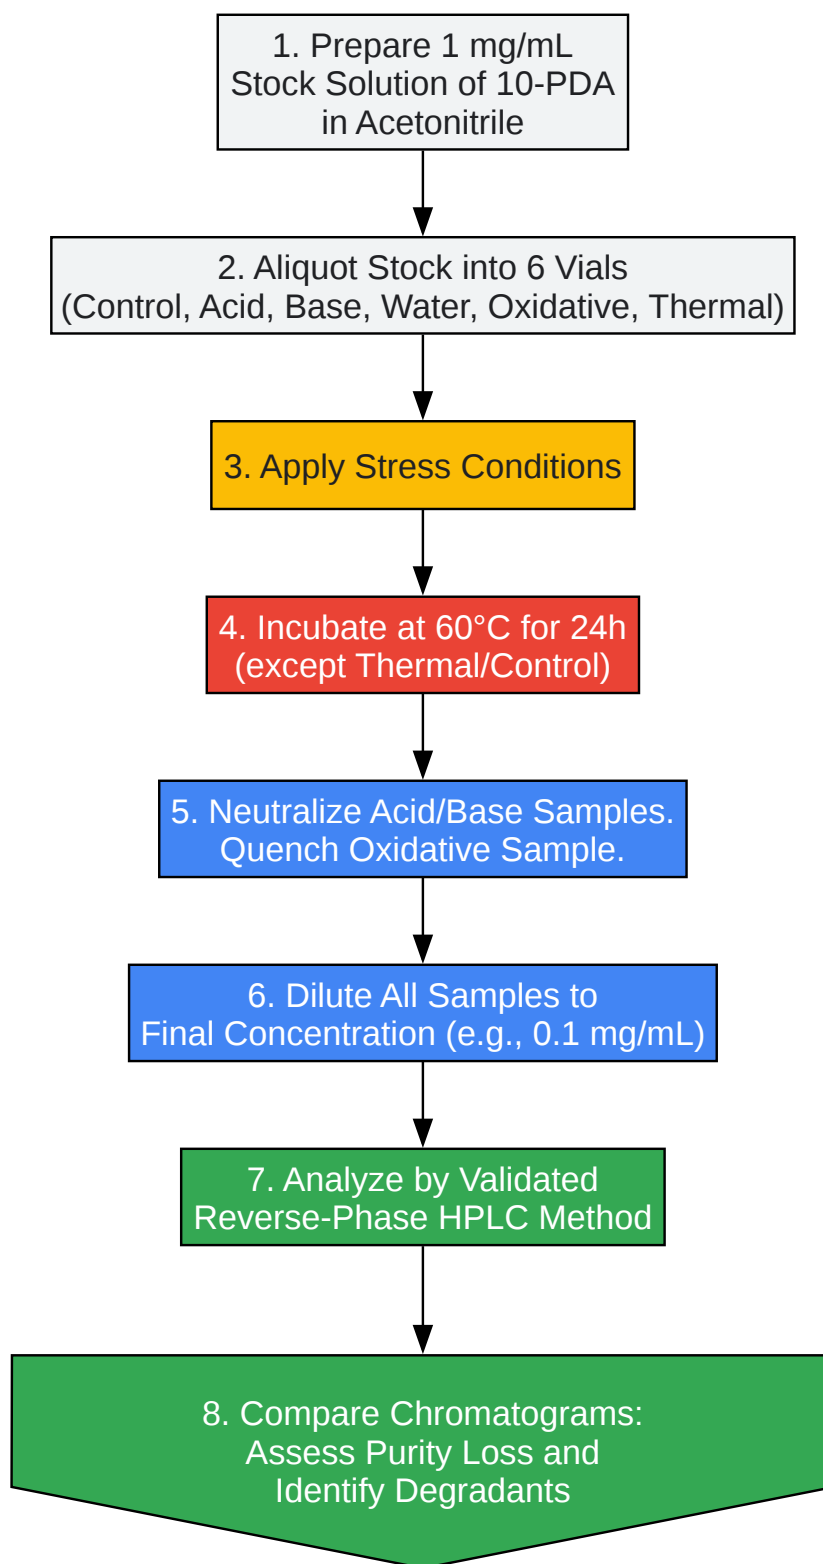 1. Prepare 1 mg/mL
Stock Solution of 10-PDA
in Acetonitrile
2. Aliquot Stock into 6 Vials
(Control, Acid, Base, Water, Oxidative, Thermal)
3. Apply Stress Conditions
4. Incubate at 60°C for 24h
(except Thermal/Control)
5. Neutralize Acid/Base Samples.
Quench Oxidative Sample.
6. Dilute All Samples to
Final Concentration (e.g., 0.1 mg/mL)
7. Analyze by Validated
Reverse-Phase HPLC Method
8. Compare Chromatograms:
Assess Purity Loss and
Identify Degradants